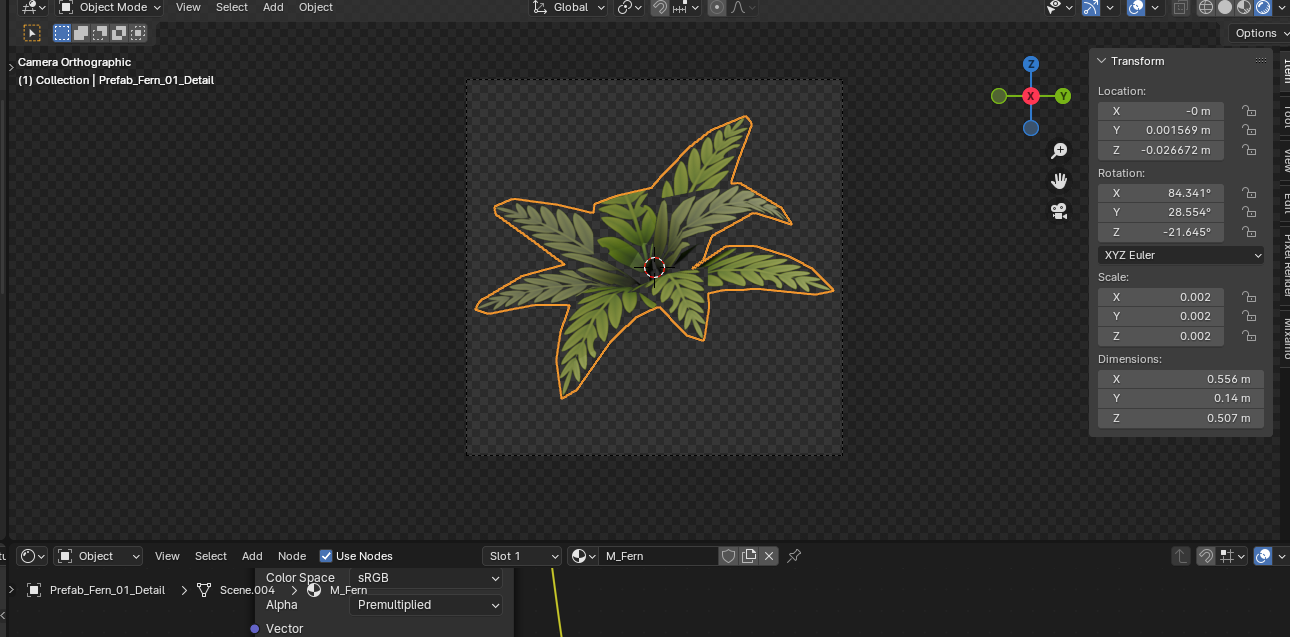 Object Mode View Select Add Object Global
Options
Camera Orthographic
(1) Collection | Prefab_Fern_01_Detail
Z
X
Y
Transform
Location:
X -0 m
Y 0.001569 m
Z -0.026672 m
Rotation:
X 84.341°
Y 28.554°
Z -21.645°
XYZ Euler
Scale:
X 0.002
Y 0.002
Z 0.002
Dimensions:
X 0.556 m
Y 0.14 m
Z 0.507 m
Item
Tool
View
Edit
Mixamo
Object View Select Add Node Use Nodes Slot 1 M_Fern
Color Space sRGB
Prefab_Fern_01_Detail > Scene.004 > M_Fern
Alpha Premultiplied
Vector